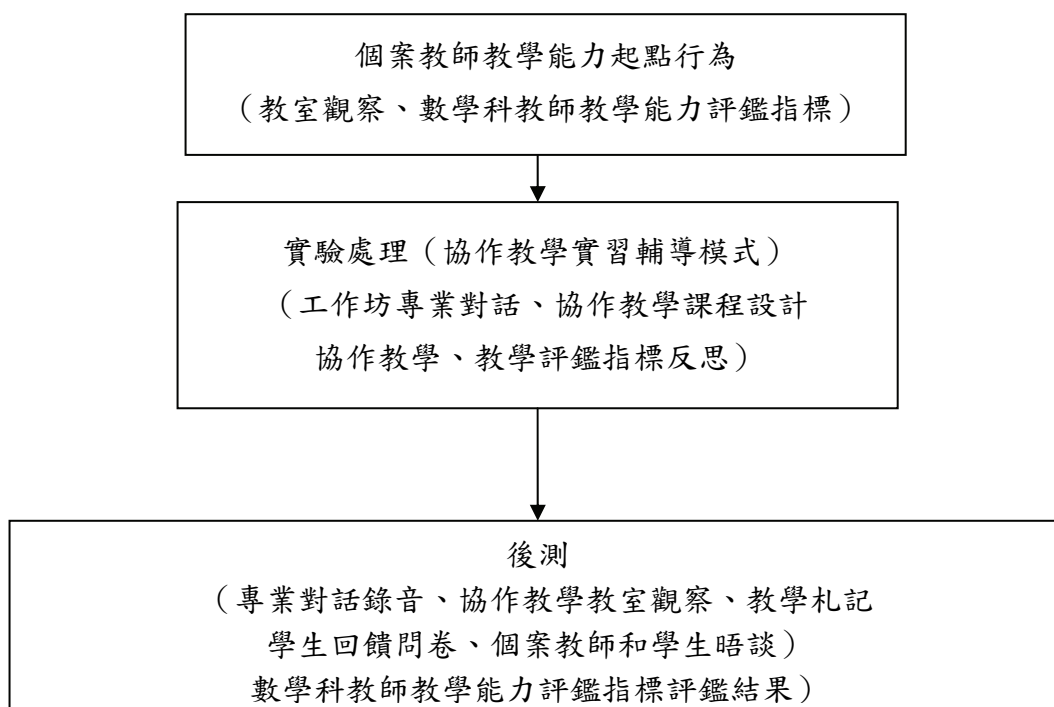 個案教師教學能力起點行為
（教室觀察、數學科教師教學能力評鑑指標）
實驗處理（協作教學實習輔導模式）
（工作坊專業對話、協作教學課程設計
協作教學、教學評鑑指標反思）
後測
（專業對話錄音、協作教學教室觀察、教學札記
學生回饋問卷、個案教師和學生晤談）
數學科教師教學能力評鑑指標評鑑結果）